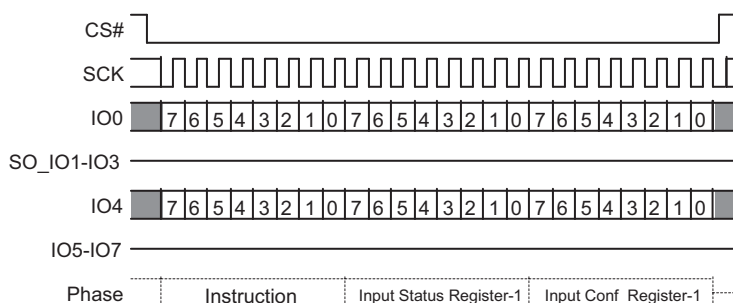 CS#
SCK
IO0 7 6 5 4 3 2 1 0 7 6 5 4 3 2 1 0 7 6 5 4 3 2 1 0
SO_IO1-IO3
IO4 7 6 5 4 3 2 1 0 7 6 5 4 3 2 1 0 7 6 5 4 3 2 1 0
IO5-IO7
Phase Instruction Input Status Register-1 Input Conf Register-1